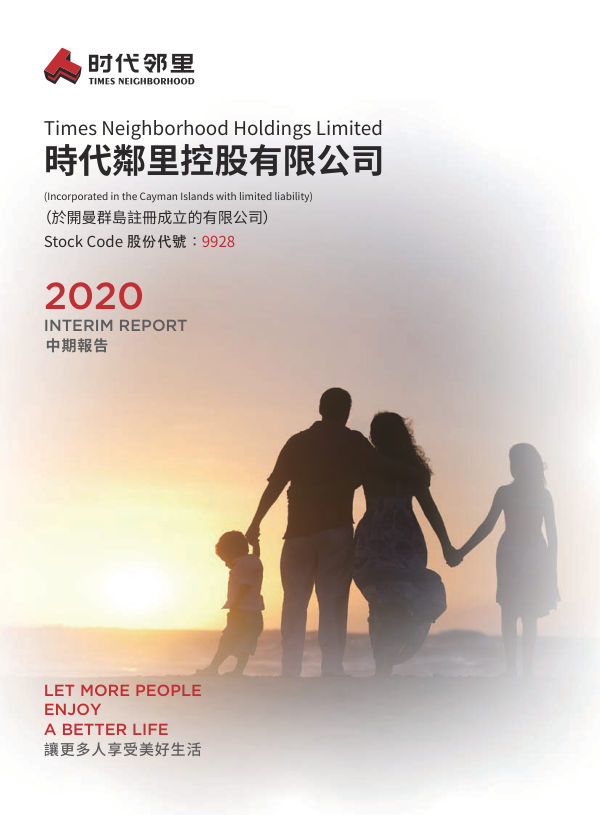 时代邻里
TIMES NEIGHBORHOOD
Times Neighborhood Holdings Limited
時代鄰里控股有限公司
(Incorporated in the Cayman Islands with limited liability)
（於開曼群島註冊成立的有限公司）
Stock Code 股份代號：9928
2020
INTERIM REPORT
中期報告
LET MORE PEOPLE
ENJOY
A BETTER LIFE
讓更多人享受美好生活